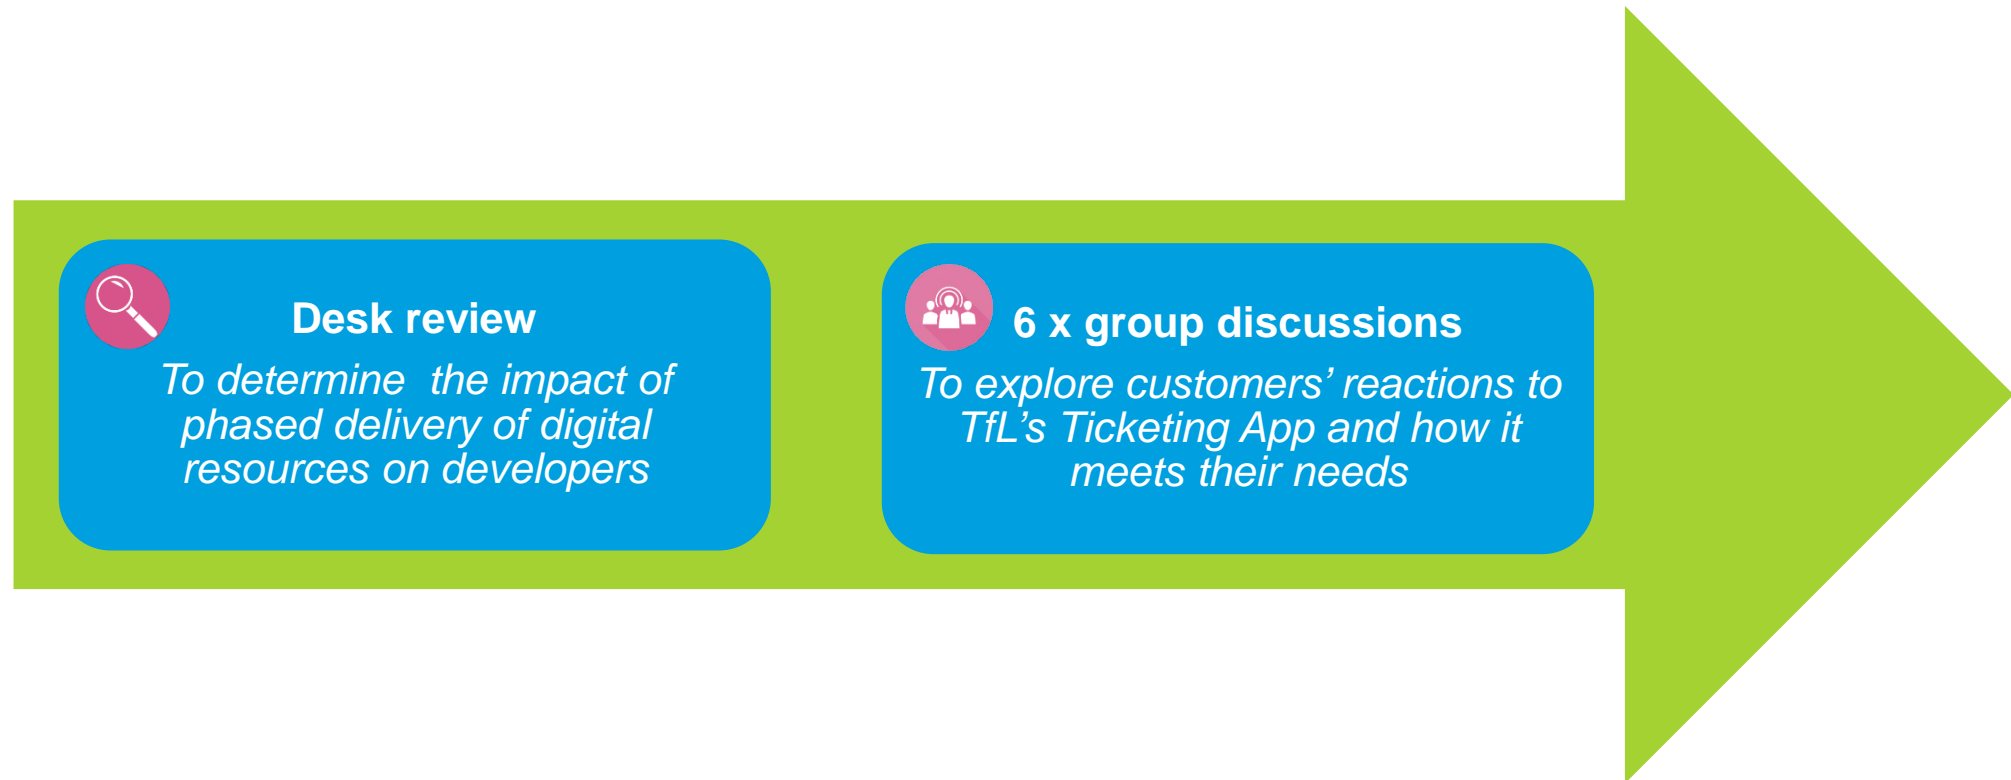 Desk review
To determine  the impact of
phased delivery of digital
resources on developers
6 x group discussions
To explore customers’ reactions to
TfL’s Ticketing App and how it
meets their needs